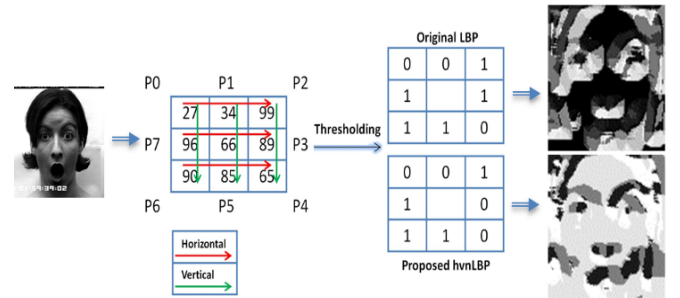 Original LBP
P0 P1 P2
0 0 1
1 1
1 1 0
27 34 99
Thresholding
P7 96 66 89 P3
90 85 65
P6 P5 P4
0 0 1
1 0
1 1 0
Horizontal
Vertical
Proposed hvnLBP